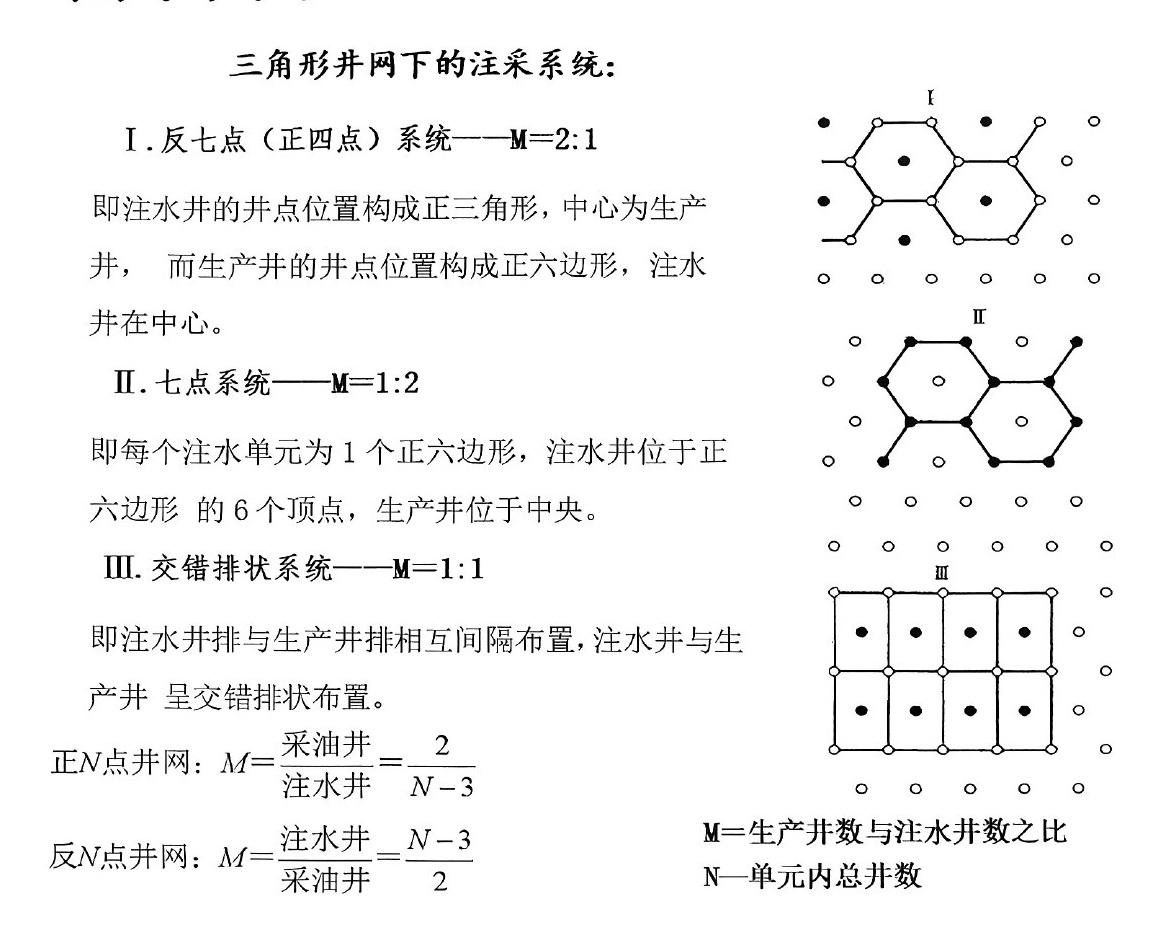 三角形井网下的注采系统：
Ⅰ.反七点（正四点）系统——M＝2:1
即注水井的井点位置构成正三角形，中心为生产
井， 而生产井的井点位置构成正六边形，注水
井在中心。
Ⅱ.七点系统——M＝1:2
即每个注水单元为1个正六边形，注水井位于正
六边形 的6个顶点，生产井位于中央。
Ⅲ.交错排状系统——M＝1:1
即注水井排与生产井排相互间隔布置，注水井与生
产井 呈交错排状布置。
正N点井网：M＝采油井/注水井＝2/N－3
反N点井网：M＝注水井/采油井＝N－3/2
Ⅰ
Ⅱ
Ⅲ
M＝生产井数与注水井数之比
N—单元内总井数